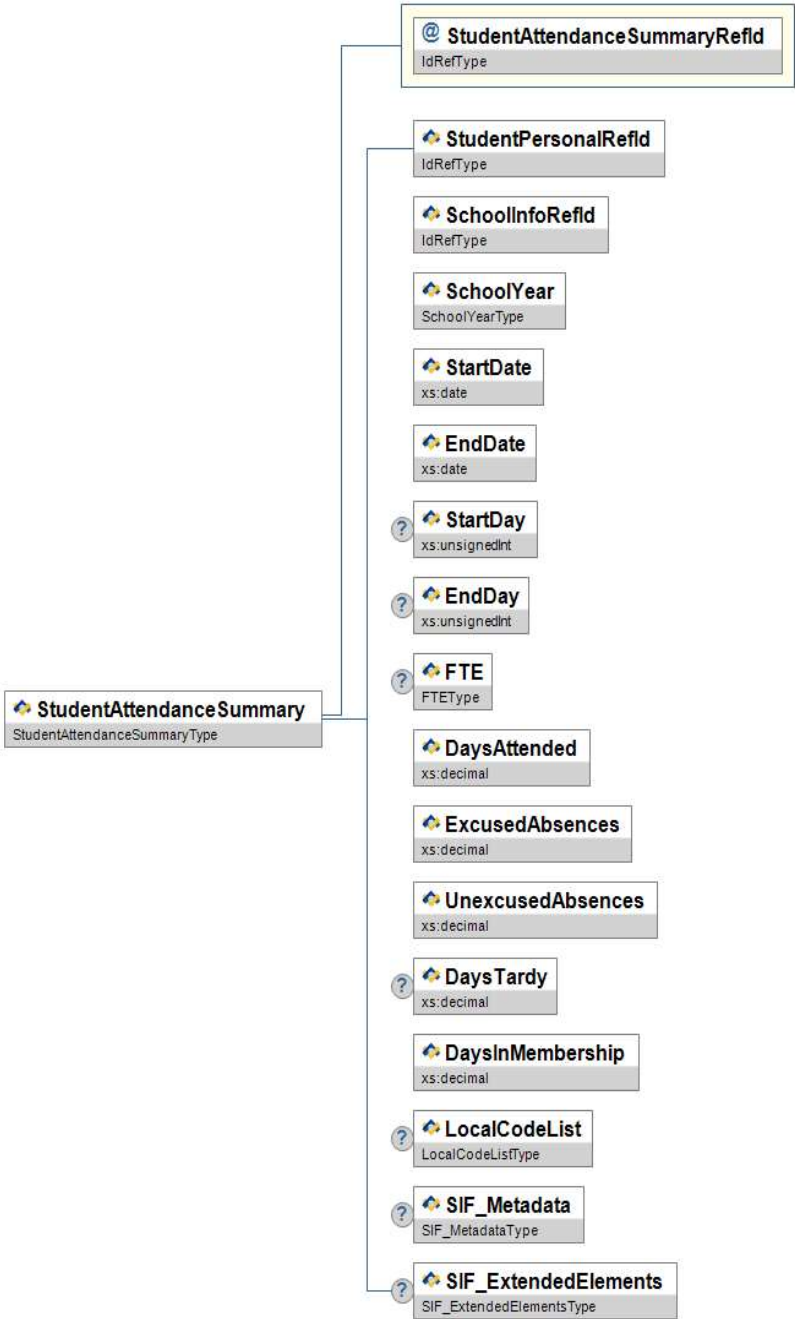 @ StudentAttendanceSummaryRefId
IdRefType
StudentPersonalRefId
IdRefType
SchoolInfoRefId
IdRefType
SchoolYear
SchoolYearType
StartDate
xs:date
EndDate
xs:date
? StartDay
xs:unsignedInt
? EndDay
xs:unsignedInt
? FTE
FTEType
StudentAttendanceSummary
StudentAttendanceSummaryType
DaysAttended
xs:decimal
ExcusedAbsences
xs:decimal
UnexcusedAbsences
xs:decimal
? DaysTardy
xs:decimal
DaysInMembership
xs:decimal
? LocalCodeList
LocalCodeListType
? SIF_Metadata
SIF_MetadataType
? SIF_ExtendedElements
SIF_ExtendedElementsType